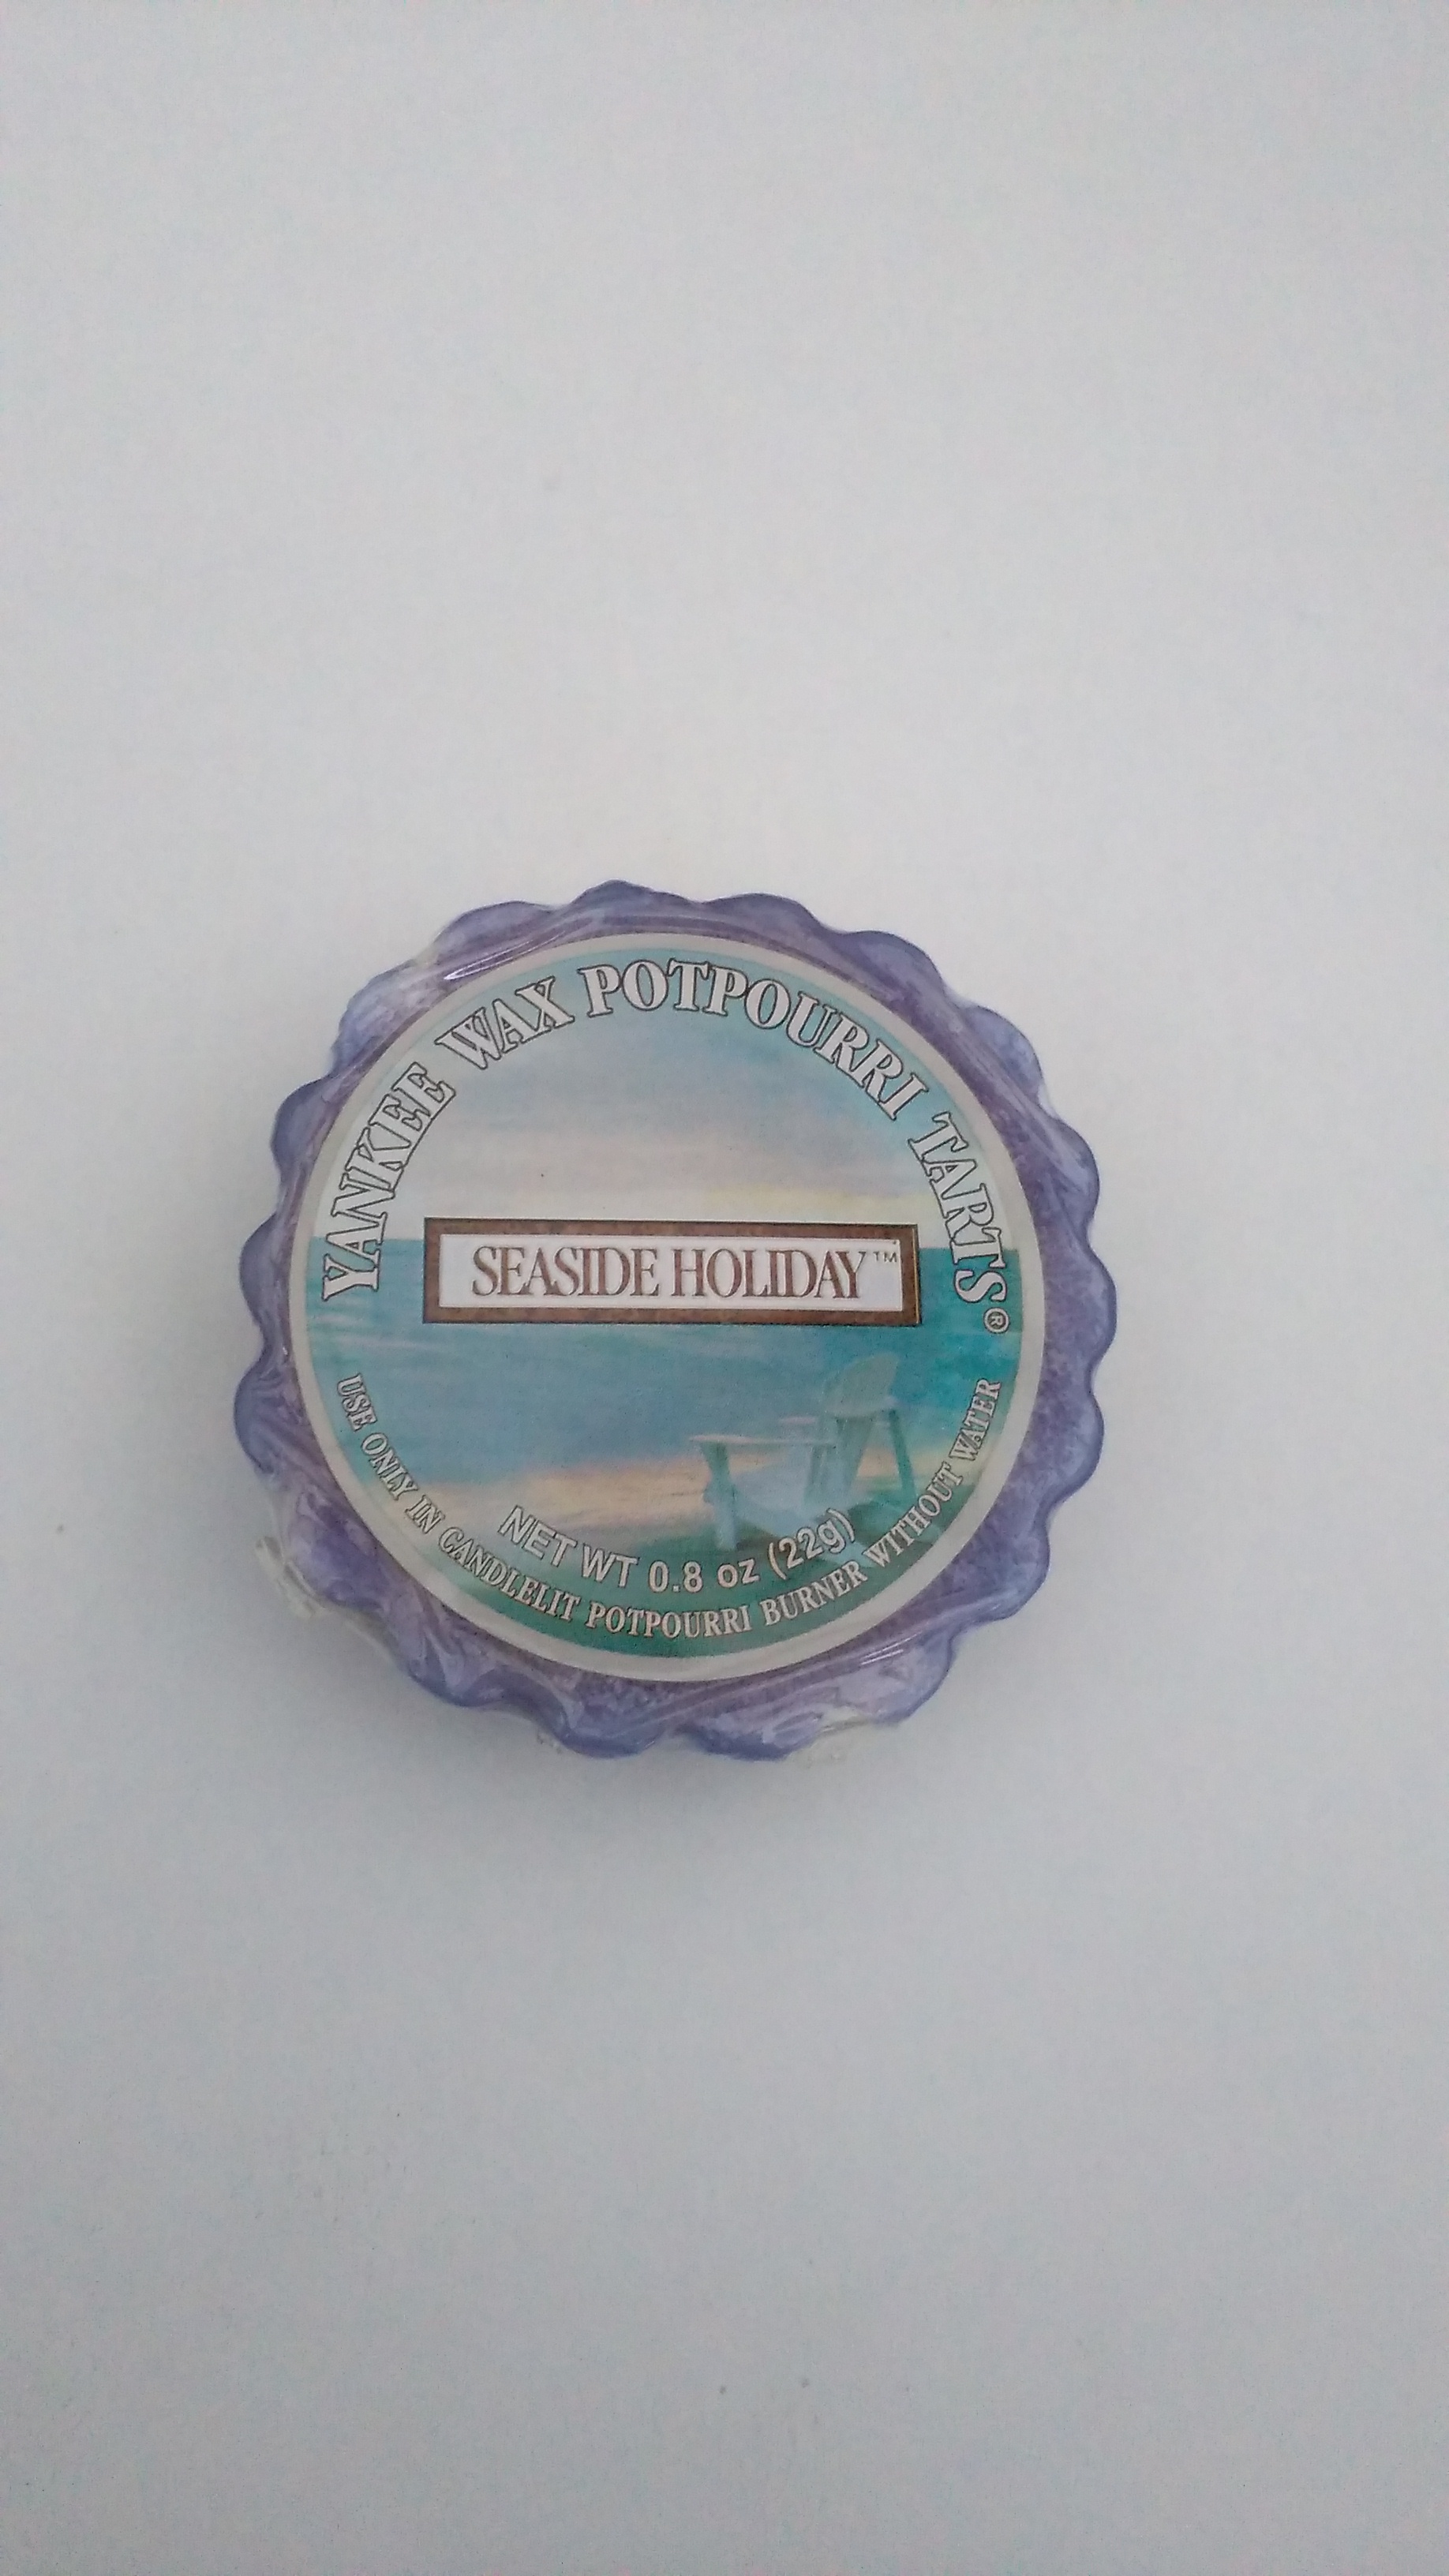 YANKEE WAX POTPOURRI TARTS®
SEASIDE HOLIDAY™
NET WT 0.8 oz (22g)
USE ONLY IN CANDLELIT POTPOURRI BURNER WITHOUT WATER